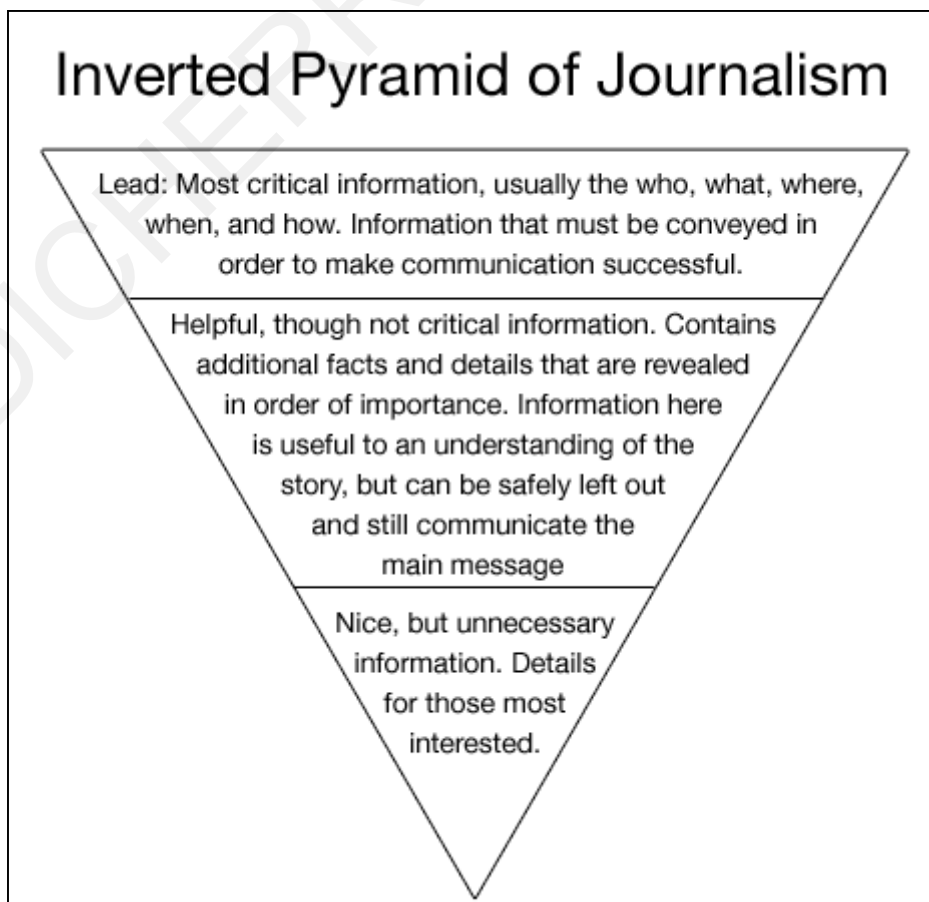 Inverted Pyramid of Journalism
Lead: Most critical information, usually the who, what, where,
when, and how. Information that must be conveyed in
order to make communication successful.
Helpful, though not critical information. Contains
additional facts and details that are revealed
in order of importance. Information here
is useful to an understanding of the
story, but can be safely left out
and still communicate the
main message
Nice, but unnecessary
information. Details
for those most
interested.